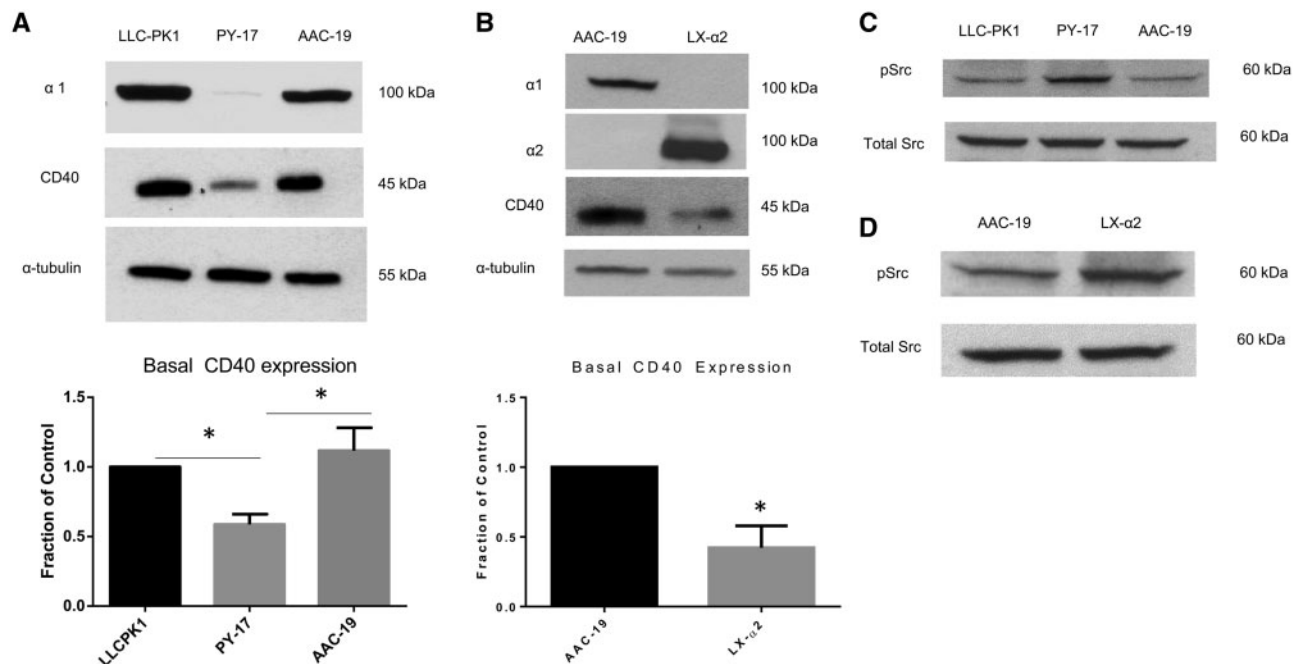 A
LLC-PK1 PY-17 AAC-19
α 1
100 kDa
CD40
45 kDa
α-tubulin
55 kDa
Basal CD40 expression
Fraction of Control
1.5
1.0
0.5
0.0
*
*
LLCPK1
PY-17
AAC-19
B
AAC-19 LX-α2
α1
100 kDa
α2
100 kDa
CD40
45 kDa
α-tubulin
55 kDa
Basal CD40 Expression
Fraction of Control
1.5
1.0
0.5
0.0
*
AAC-19
LX-α2
C
LLC-PK1 PY-17 AAC-19
pSrc
60 kDa
Total Src
60 kDa
D
AAC-19 LX-α2
pSrc
60 kDa
Total Src
60 kDa